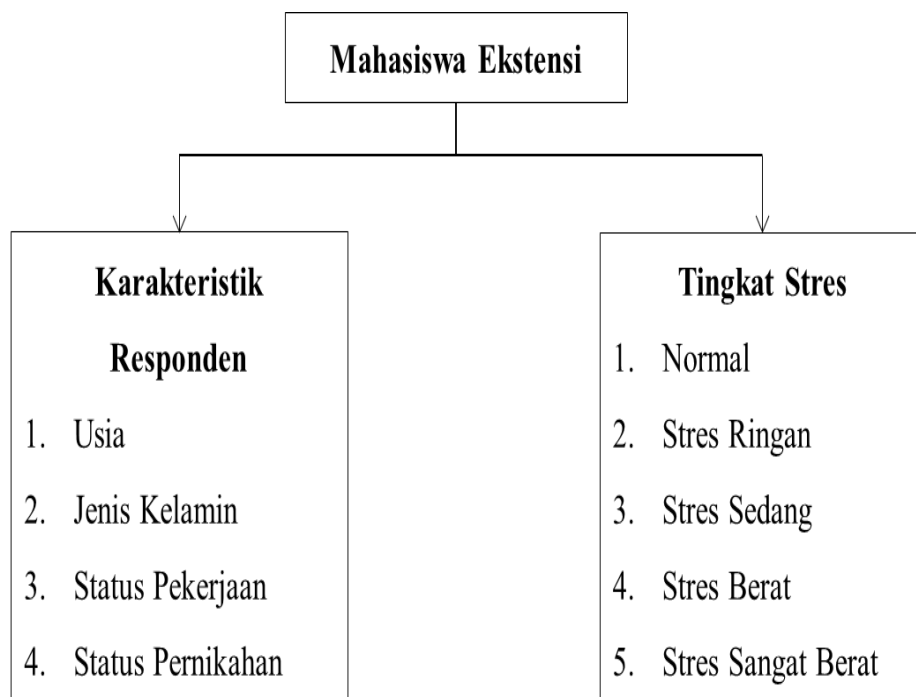 Mahasiswa Ekstensi
Karakteristik
Responden
1. Usia
2. Jenis Kelamin
3. Status Pekerjaan
4. Status Pernikahan
Tingkat Stres
1. Normal
2. Stres Ringan
3. Stres Sedang
4. Stres Berat
5. Stres Sangat Berat